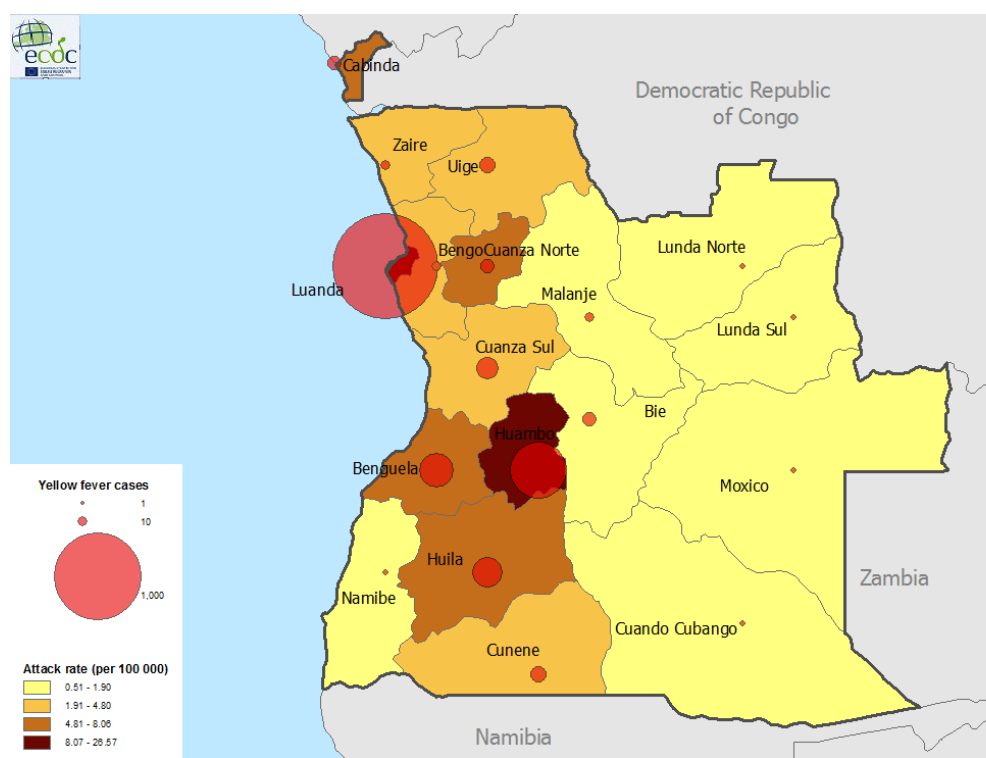 ecdc
Cabinda
Democratic Republic
of Congo
Zaire
Uige
BengoCuanza Norte
Lunda Norte
Luanda
Malanje
Lunda Sul
Cuanza Sul
Bie
Huambo
Benguela
Moxico
Yellow fever cases
1
10
1,000
Huila
Namibe
Zambia
Cuando Cubango
Cunene
Attack rate (per 100 000)
0.51 - 1.90
1.91 - 4.80
4.81 - 8.06
8.07 - 26.57
Namibia